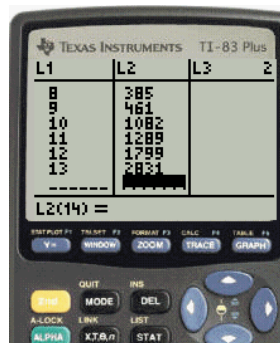 TEXAS INSTRUMENTS TI-83 Plus
L1 L2 L3 2
8 385
9 461
10 1082
11 1289
12 1799
13 2831
------
L2(14) =
STAT PLOT F1 TBLSET F2 FORMAT F3 CALC F4 TABLE F5
Y= WINDOW ZOOM TRACE GRAPH
QUIT INS
2nd MODE DEL
A-LOCK LINK LIST
ALPHA X,T,θ,n STAT